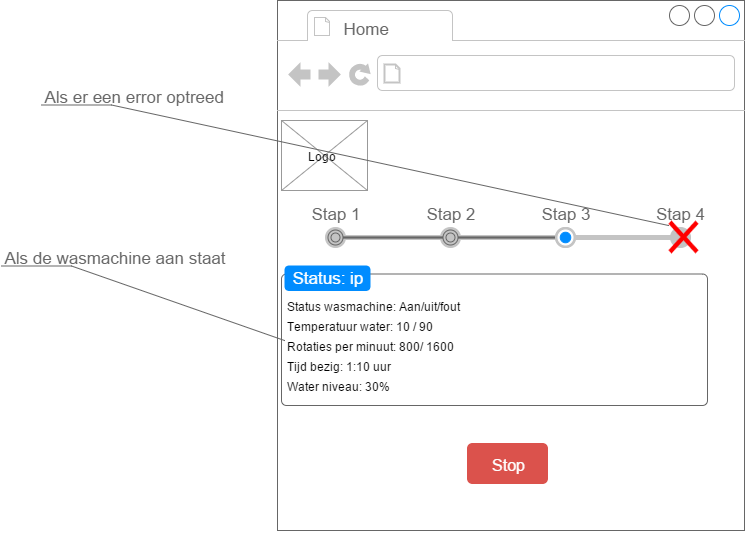 Home
Als er een error optreed
Logo
Stap 1 Stap 2 Stap 3 Stap 4
Als de wasmachine aan staat
Status: ip
Status wasmachine: Aan/uit/fout
Temperatuur water: 10 / 90
Rotaties per minuut: 800/ 1600
Tijd bezig: 1:10 uur
Water niveau: 30%
Stop